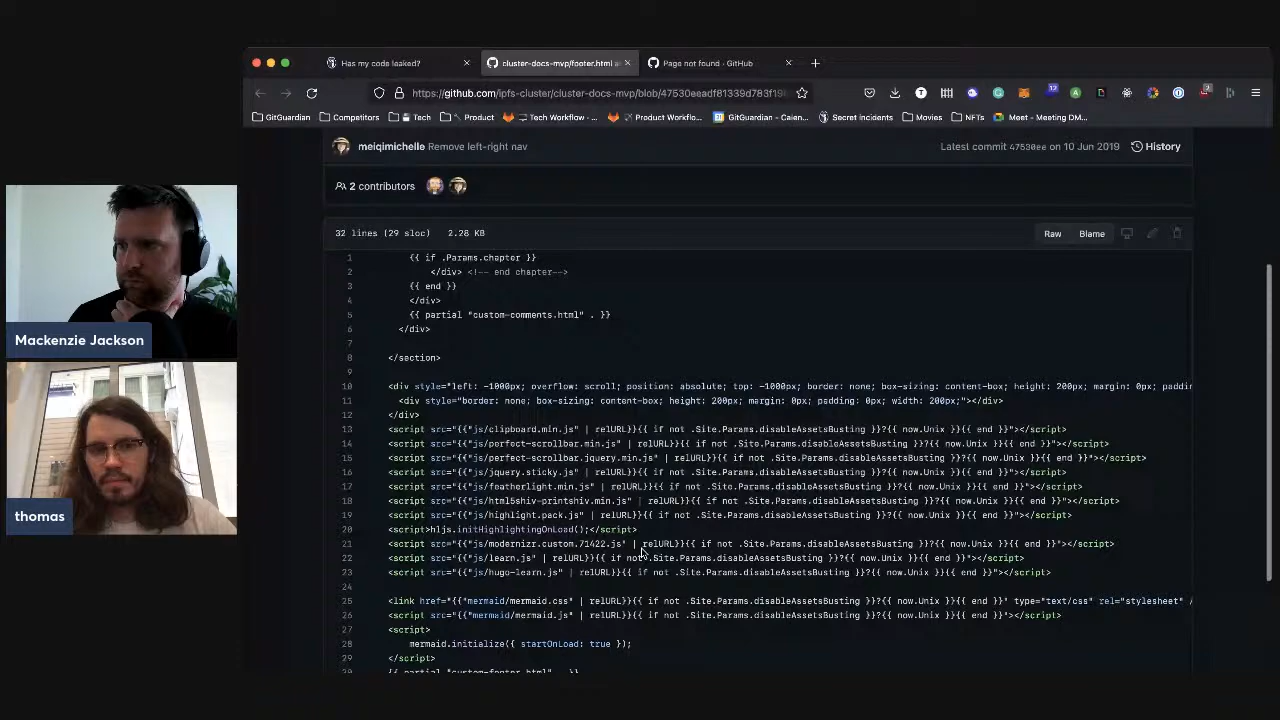 Has my code leaked?
cluster-docs-mvp/footer.html a
Page not found · GitHub
https://github.com/ipfs-cluster/cluster-docs-mvp/blob/47530eeadf81339d783f19
12
3
GitGuardian
Competitors
Tech
Product
Tech Workflow - ...
Product Workflo...
GitGuardian - Caien...
Secret Incidents
Movies
NFTs
Meet - Meeting DM...
meiqimichelle Remove left-right nav
Latest commit 47530ee on 10 Jun 2019
History
2 contributors
32 lines (29 sloc) 2.28 KB
Raw
Blame
1 {{ if .Params.chapter }}
2 </div> <!-- end chapter-->
3 {{ end }}
4 </div>
5 {{ partial "custom-comments.html" . }}
6 </div>
7
8 </section>
9
10 <div style="left: -1000px; overflow: scroll; position: absolute; top: -1000px; border: none; box-sizing: content-box; height: 200px; margin: 0px; paddin
11 <div style="border: none; box-sizing: content-box; height: 200px; margin: 0px; padding: 0px; width: 200px;"></div>
12 </div>
13 <script src="{{"js/clipboard.min.js" | relURL}}{{ if not .Site.Params.disableAssetsBusting }}?{{ now.Unix }}{{ end }}"></script>
14 <script src="{{"js/perfect-scrollbar.min.js" | relURL}}{{ if not .Site.Params.disableAssetsBusting }}?{{ now.Unix }}{{ end }}"></script>
15 <script src="{{"js/perfect-scrollbar.jquery.min.js" | relURL}}{{ if not .Site.Params.disableAssetsBusting }}?{{ now.Unix }}{{ end }}"></script>
16 <script src="{{"js/jquery.sticky.js" | relURL}}{{ if not .Site.Params.disableAssetsBusting }}?{{ now.Unix }}{{ end }}"></script>
17 <script src="{{"js/featherlight.min.js" | relURL}}{{ if not .Site.Params.disableAssetsBusting }}?{{ now.Unix }}{{ end }}"></script>
18 <script src="{{"js/html5shiv-printshiv.min.js" | relURL}}{{ if not .Site.Params.disableAssetsBusting }}?{{ now.Unix }}{{ end }}"></script>
19 <script src="{{"js/highlight.pack.js" | relURL}}{{ if not .Site.Params.disableAssetsBusting }}?{{ now.Unix }}{{ end }}"></script>
20 <script>hljs.initHighlightingOnLoad();</script>
21 <script src="{{"js/modernizr.custom.71422.js" | relURL}}{{ if not .Site.Params.disableAssetsBusting }}?{{ now.Unix }}{{ end }}"></script>
22 <script src="{{"js/learn.js" | relURL}}{{ if not .Site.Params.disableAssetsBusting }}?{{ now.Unix }}{{ end }}"></script>
23 <script src="{{"js/hugo-learn.js" | relURL}}{{ if not .Site.Params.disableAssetsBusting }}?{{ now.Unix }}{{ end }}"></script>
24
25 <link href="{{"mermaid/mermaid.css" | relURL}}{{ if not .Site.Params.disableAssetsBusting }}?{{ now.Unix }}{{ end }}" type="text/css" rel="stylesheet" /
26 <script src="{{"mermaid/mermaid.js" | relURL}}{{ if not .Site.Params.disableAssetsBusting }}?{{ now.Unix }}{{ end }}"></script>
27 <script>
28 mermaid.initialize({ startOnLoad: true });
29 </script>
30 {{ partial "custom-footer.html" . }}
Mackenzie Jackson
thomas